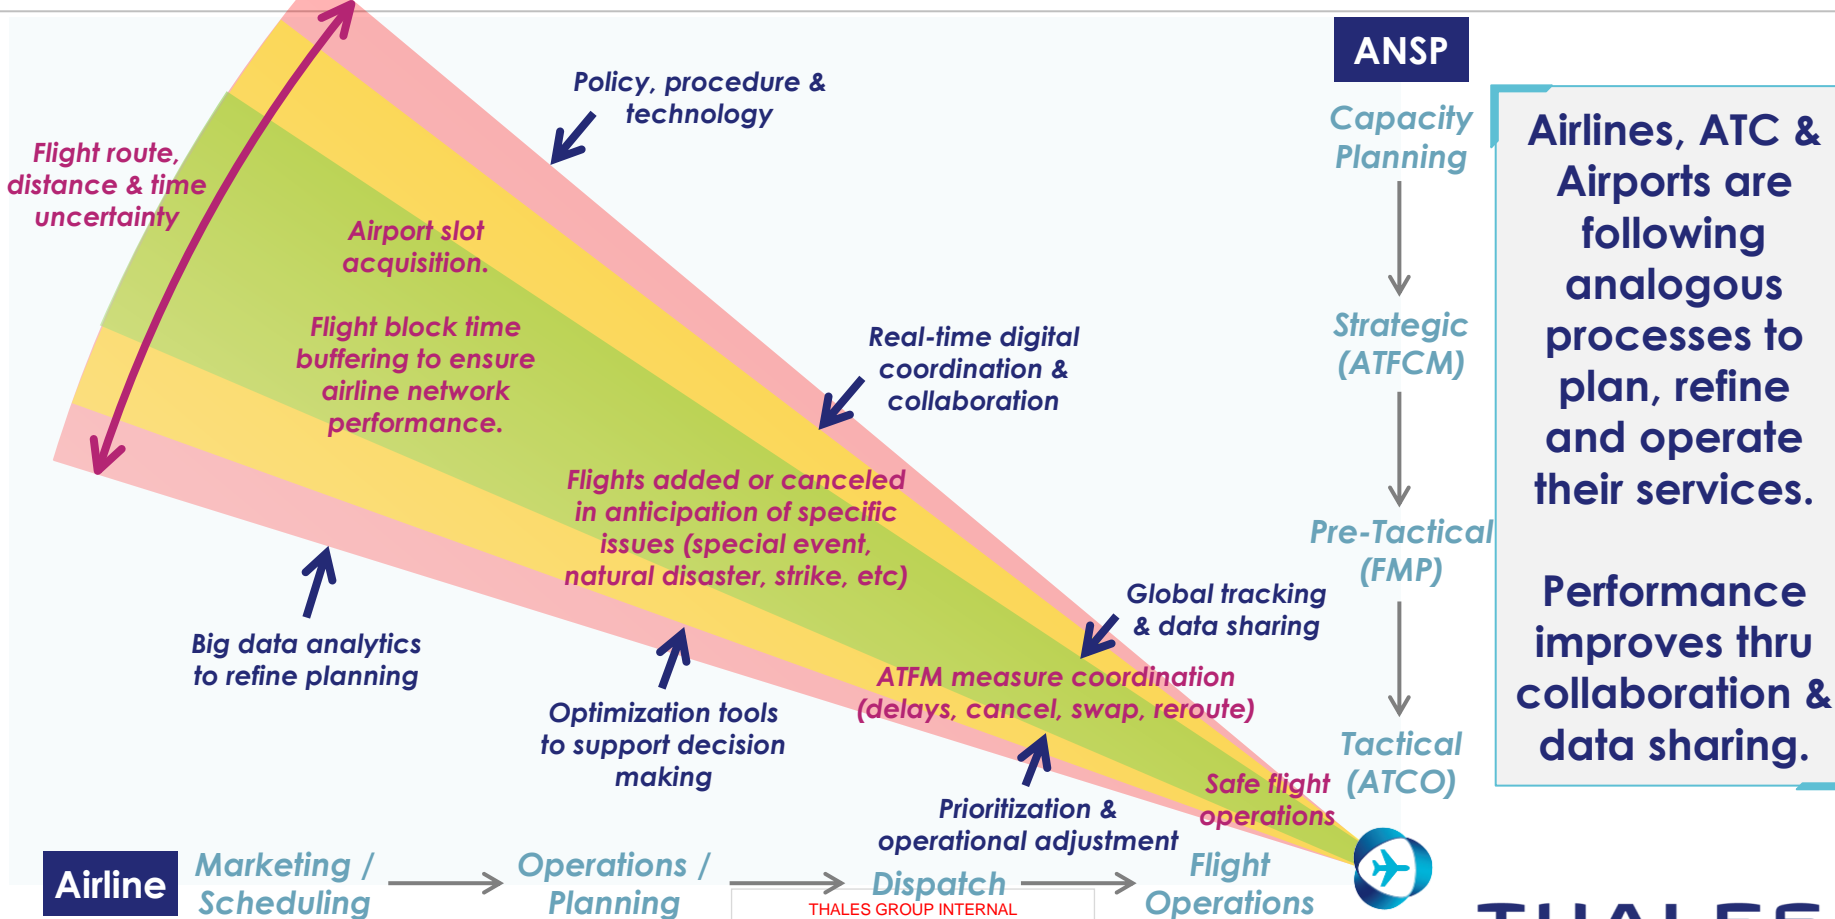 Policy, procedure &
technology
Flight route,
distance & time
uncertainty
Airport slot
acquisition.
Flight block time
buffering to ensure
airline network
performance.
Real-time digital
coordination &
collaboration
Flights added or canceled
in anticipation of specific
issues (special event,
natural disaster, strike, etc)
Big data analytics
to refine planning
Optimization tools
to support decision
making
Global tracking
& data sharing
ATFM measure coordination
(delays, cancel, swap, reroute)
Prioritization &
operational adjustment
Safe flight
operations
ANSP
Capacity
Planning
Strategic
(ATFCM)
Pre-Tactical
(FMP)
Tactical
(ATCO)
Airlines, ATC &
Airports are
following
analogous
processes to
plan, refine
and operate
their services.
Performance
improves thru
collaboration &
data sharing.
Airline
Marketing /
Scheduling
Operations /
Planning
Dispatch
Flight
Operations
THALES GROUP INTERNAL
THALES